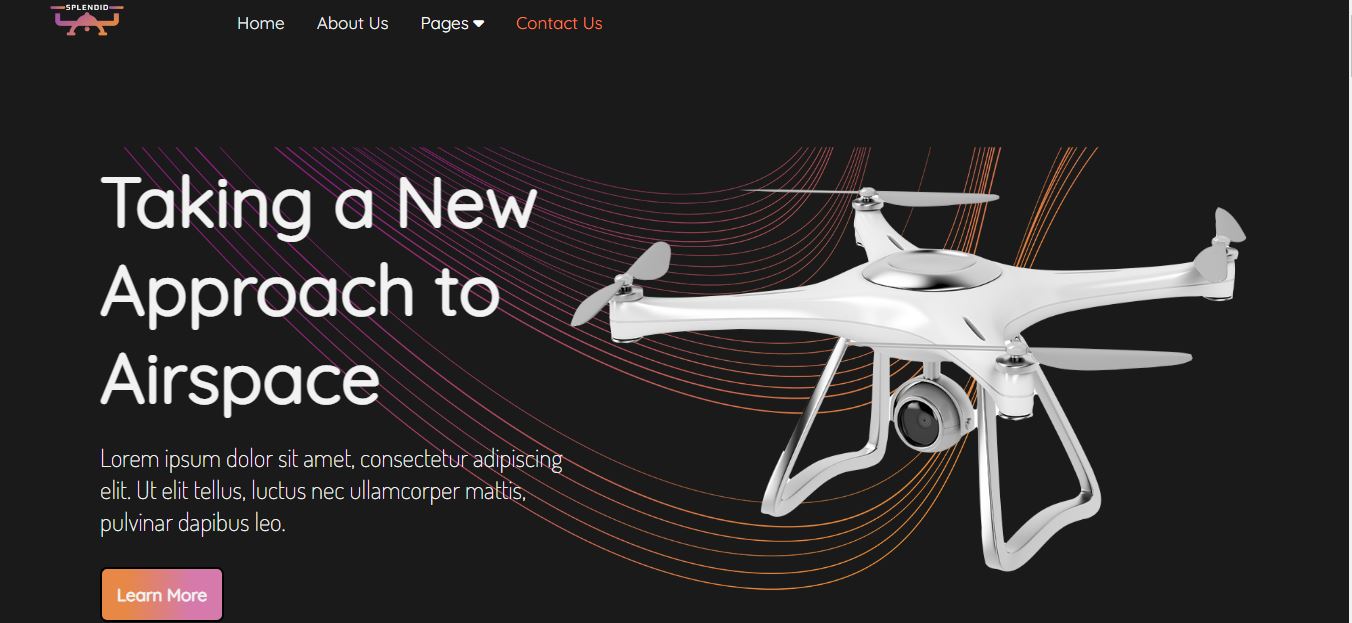 SPLENDID
Home About Us Pages Contact Us
Taking a New
Approach to
Airspace
Lorem ipsum dolor sit amet, consectetur adipiscing
elit. Ut elit tellus, luctus nec ullamcorper mattis,
pulvinar dapibus leo.
Learn More